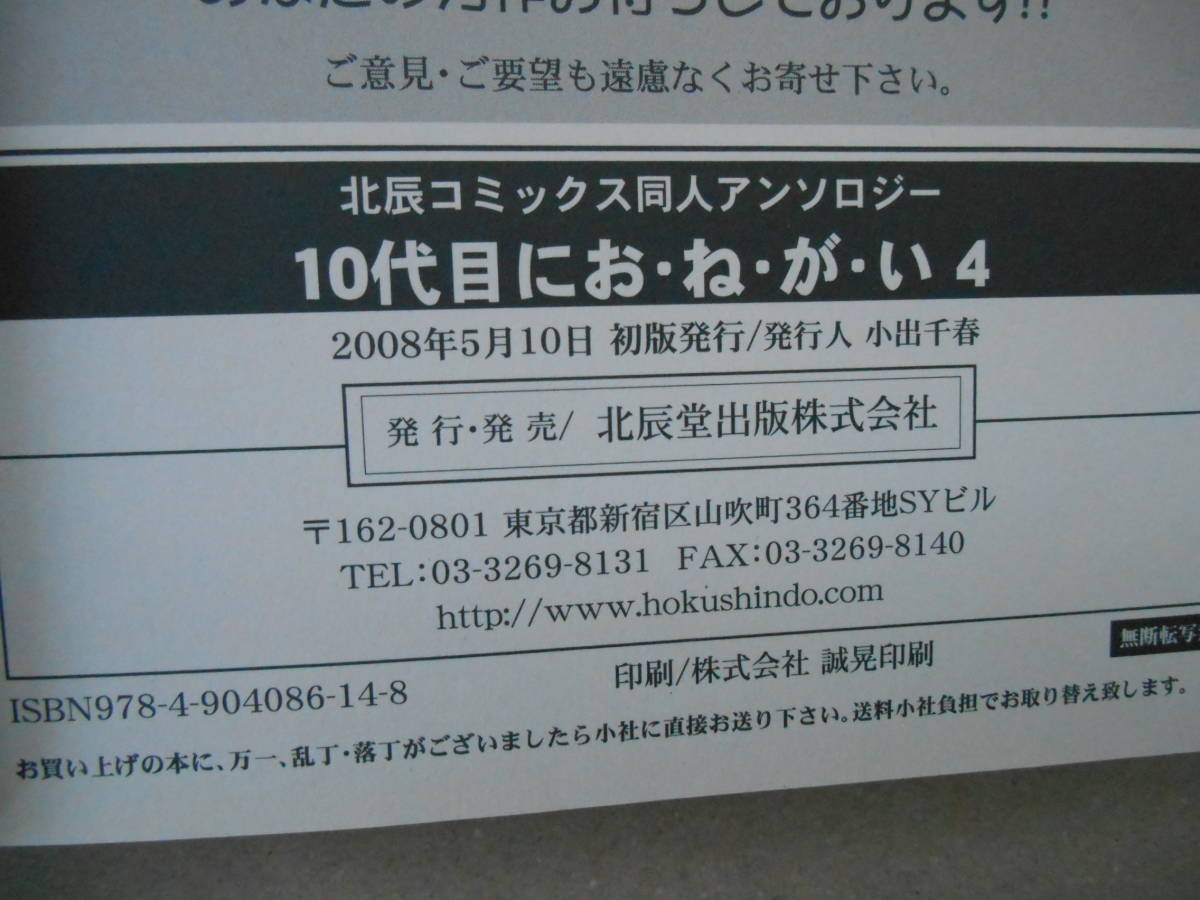 ております!!
ご意見・ご要望も遠慮なくお寄せ下さい。
北辰コミックス同人アンソロジー
10代目にお・ね・が・い 4
2008年5月10日 初版発行/発行人 小出千春
発行・発売/ 北辰堂出版株式会社
〒162-0801 東京都新宿区山吹町364番地SYビル
TEL:03-3269-8131 FAX:03-3269-8140
http://www.hokushindo.com
無断転写
印刷/株式会社 誠晃印刷
ISBN978-4-904086-14-8
お買い上げの本に、万一、乱丁・落丁がございましたら小社に直接お送り下さい。送料小社負担でお取り替え致します。